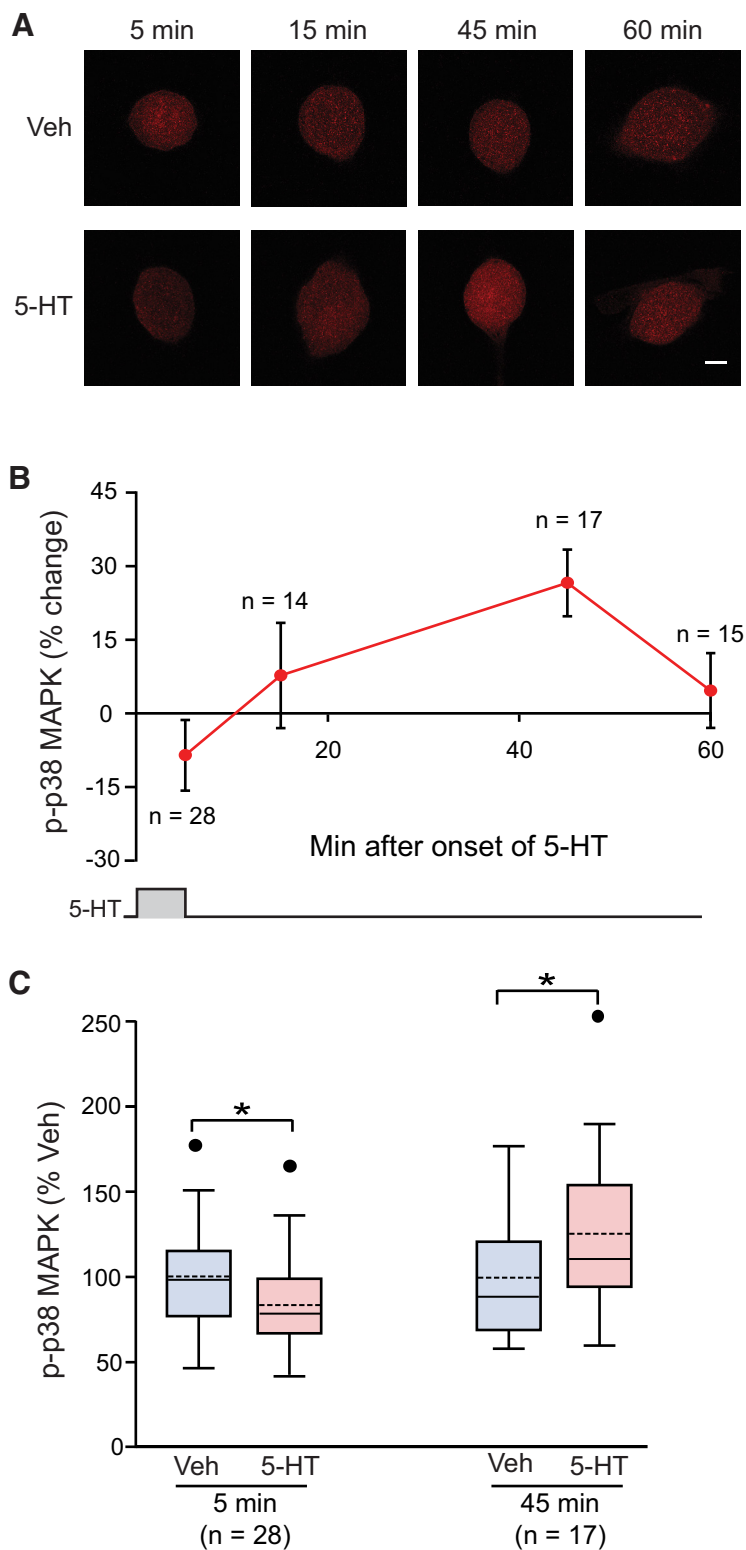 A
5 min 15 min 45 min 60 min
Veh
5-HT
B
p-p38 MAPK (% change)
45
30
15
0
-15
-30
n = 28
n = 14
n = 17
n = 15
20 40 60
Min after onset of 5-HT
5-HT
C
p-p38 MAPK (% Veh)
250
200
150
100
50
0
*
*
Veh 5-HT Veh 5-HT
5 min 45 min
(n = 28) (n = 17)